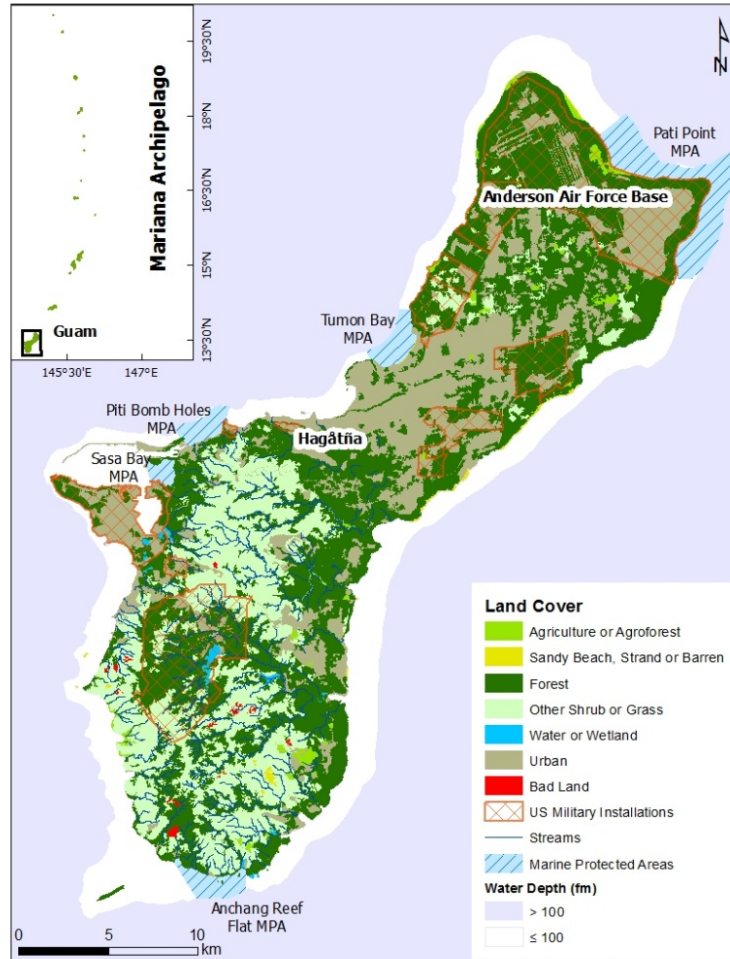 19°30'N
18°N
16°30'N
15°N
13°30'N
Mariana Archipelago
Guam
145°30'E
147°E
N
Pati Point
MPA
Anderson Air Force Base
Tumon Bay
MPA
Piti Bomb Holes
MPA
Hagåtña
Sasa Bay
MPA
Land Cover
Agriculture or Agroforest
Sandy Beach, Strand or Barren
Forest
Other Shrub or Grass
Water or Wetland
Urban
Bad Land
US Military Installations
Streams
Marine Protected Areas
Water Depth (fm)
> 100
≤ 100
Anchang Reef
Flat MPA
0 5 10
km